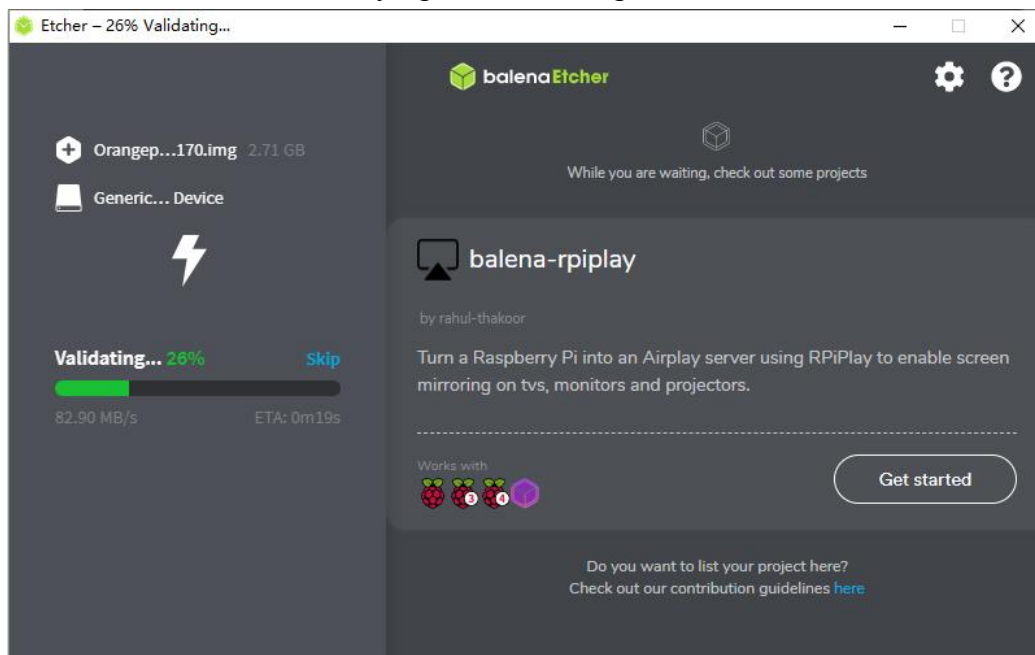 Etcher – 26% Validating...
balenaEtcher
Orangep...170.img 2.71 GB
Generic... Device
While you are waiting, check out some projects
balena-rpiplay
by rahul-thakoor
Validating... 26% Skip
82.90 MB/s ETA: 0m19s
Turn a Raspberry Pi into an Airplay server using RPiPlay to enable screen
mirroring on tvs, monitors and projectors.
Works with
3 4
Get started
Do you want to list your project here?
Check out our contribution guidelines here